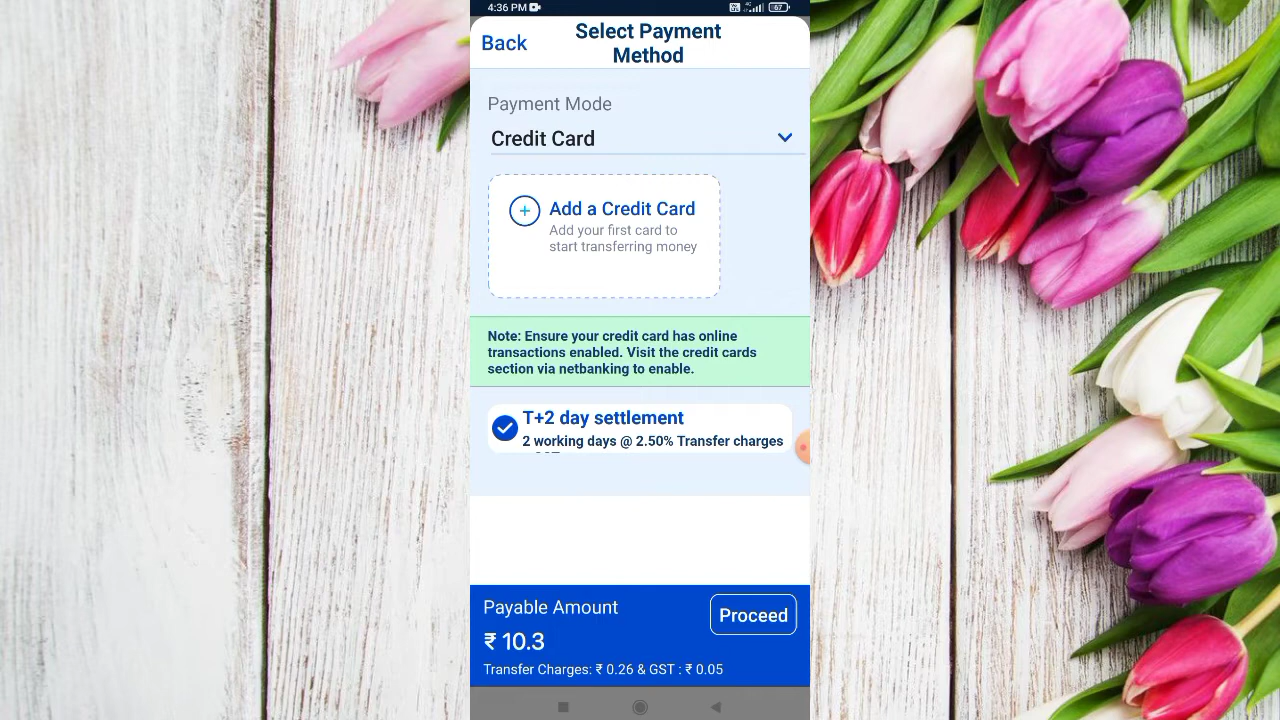 4:36 PM
67
Back
Select Payment
Method
Payment Mode
Credit Card
Add a Credit Card
Add your first card to
start transferring money
Note: Ensure your credit card has online
transactions enabled. Visit the credit cards
section via netbanking to enable.
T+2 day settlement
2 working days @ 2.50% Transfer charges
Payable Amount
Proceed
₹ 10.3
Transfer Charges: ₹ 0.26 & GST : ₹ 0.05